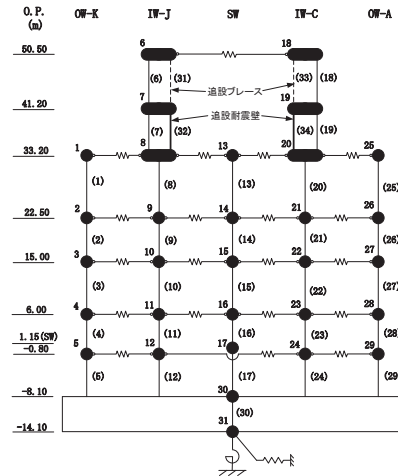 O.P.
(m)
OW-K IW-J SW IW-C OW-A
50.50 6 18
(6) (31) (33) (18)
追設ブレース
41.20 7 19
追設耐震壁
(7) (32) (34) (19)
33.20 1 8 13 20 25
(1) (8) (13) (20) (25)
22.50 2 9 14 21 26
(2) (9) (14) (21) (26)
15.00 3 10 15 22 27
(3) (10) (15) (22) (27)
6.00 4 11 16 23 28
(4) (11) (16) (23) (28)
1.15(SW) 17
-0.80 5 12 24 29
(5) (12) (17) (24) (29
-8.10 30
(30)
-14.10 31